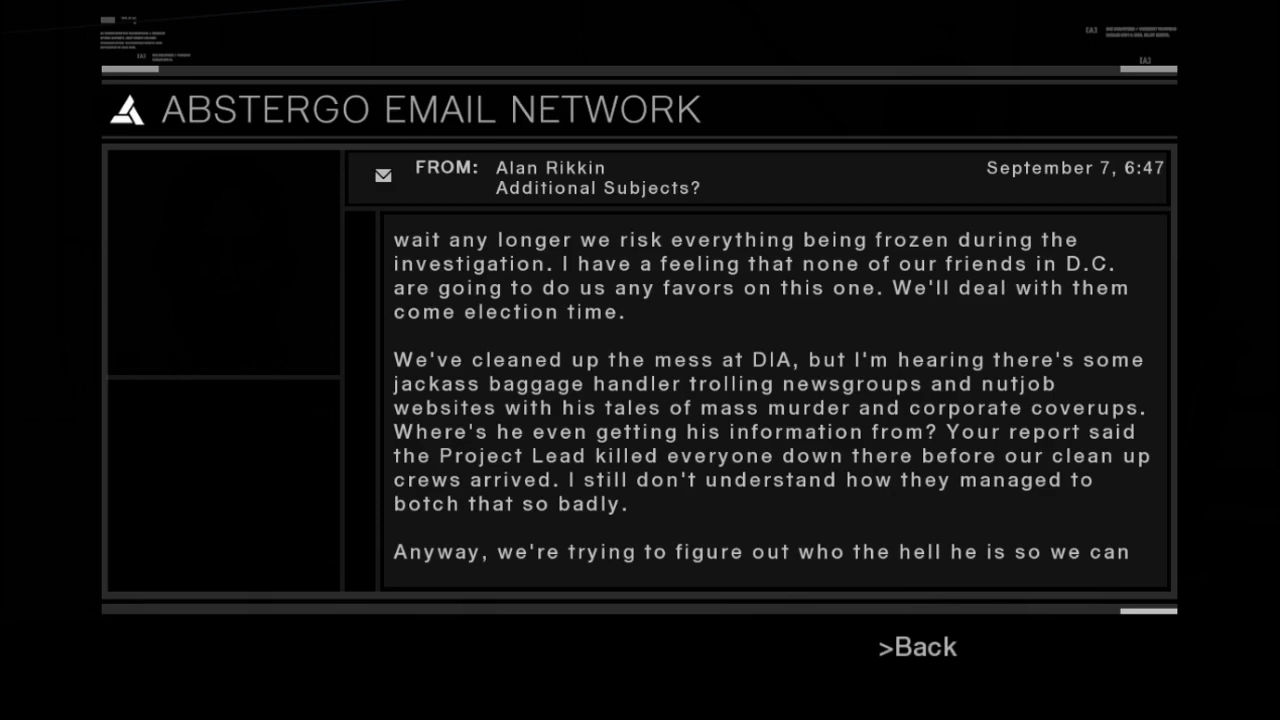 ABSTERGO EMAIL NETWORK
FROM: Alan Rikkin September 7, 6:47
Additional Subjects?
wait any longer we risk everything being frozen during the
investigation. I have a feeling that none of our friends in D.C.
are going to do us any favors on this one. We'll deal with them
come election time.
We've cleaned up the mess at DIA, but I'm hearing there's some
jackass baggage handler trolling newsgroups and nutjob
websites with his tales of mass murder and corporate coverups.
Where's he even getting his information from? Your report said
the Project Lead killed everyone down there before our clean up
crews arrived. I still don't understand how they managed to
botch that so badly.
Anyway, we're trying to figure out who the hell he is so we can
>Back